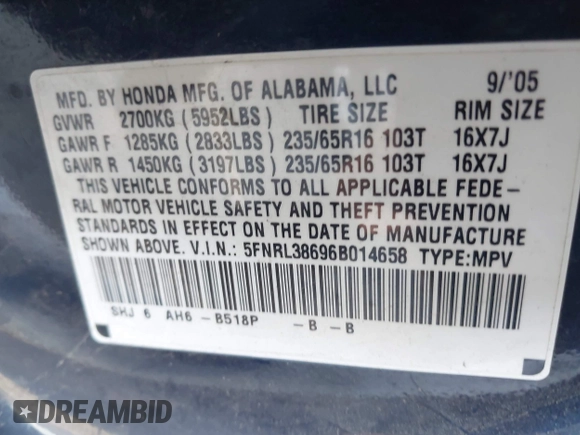 MFD. BY HONDA MFG. OF ALABAMA, LLC 9/'05
GVWR 2700KG (5952LBS) TIRE SIZE RIM SIZE
GAWR F 1285KG (2833LBS) 235/65R16 103T 16X7J
GAWR R 1450KG (3197LBS) 235/65R16 103T 16X7J
THIS VEHICLE CONFORMS TO ALL APPLICABLE FEDE-
RAL MOTOR VEHICLE SAFETY AND THEFT PREVENTION
STANDARDS IN EFFECT ON THE DATE OF MANUFACTURE
SHOWN ABOVE. V.I.N.: 5FNRL38696B014658 TYPE:MPV
SHJ 6 AH6 - B518P - B - B
DREAMBID